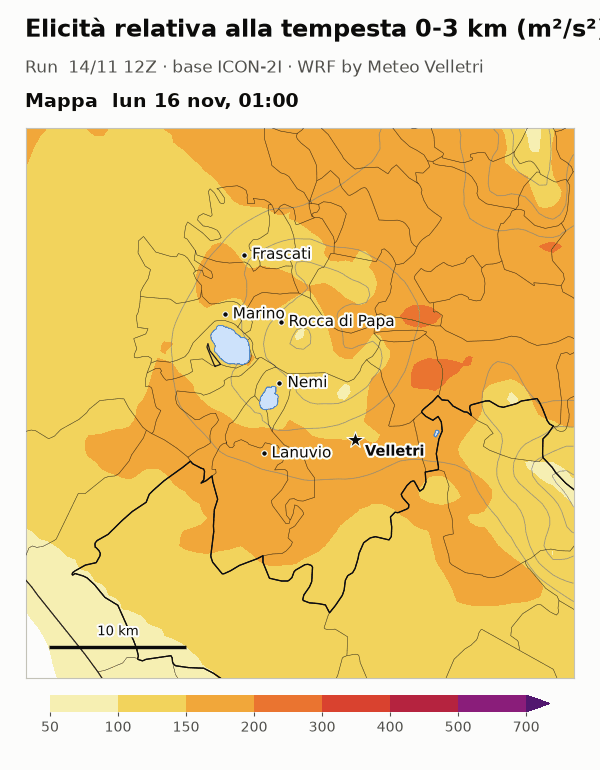 Elicità relativa alla tempesta 0-3 km (m²/s²)
Run 14/11 12Z · base ICON-2I · WRF by Meteo Velletri
Mappa lun 16 nov, 01:00
Frascati
Marino
Rocca di Papa
Nemi
Lanuvio
Velletri
10 km
50 100 150 200 300 400 500 700